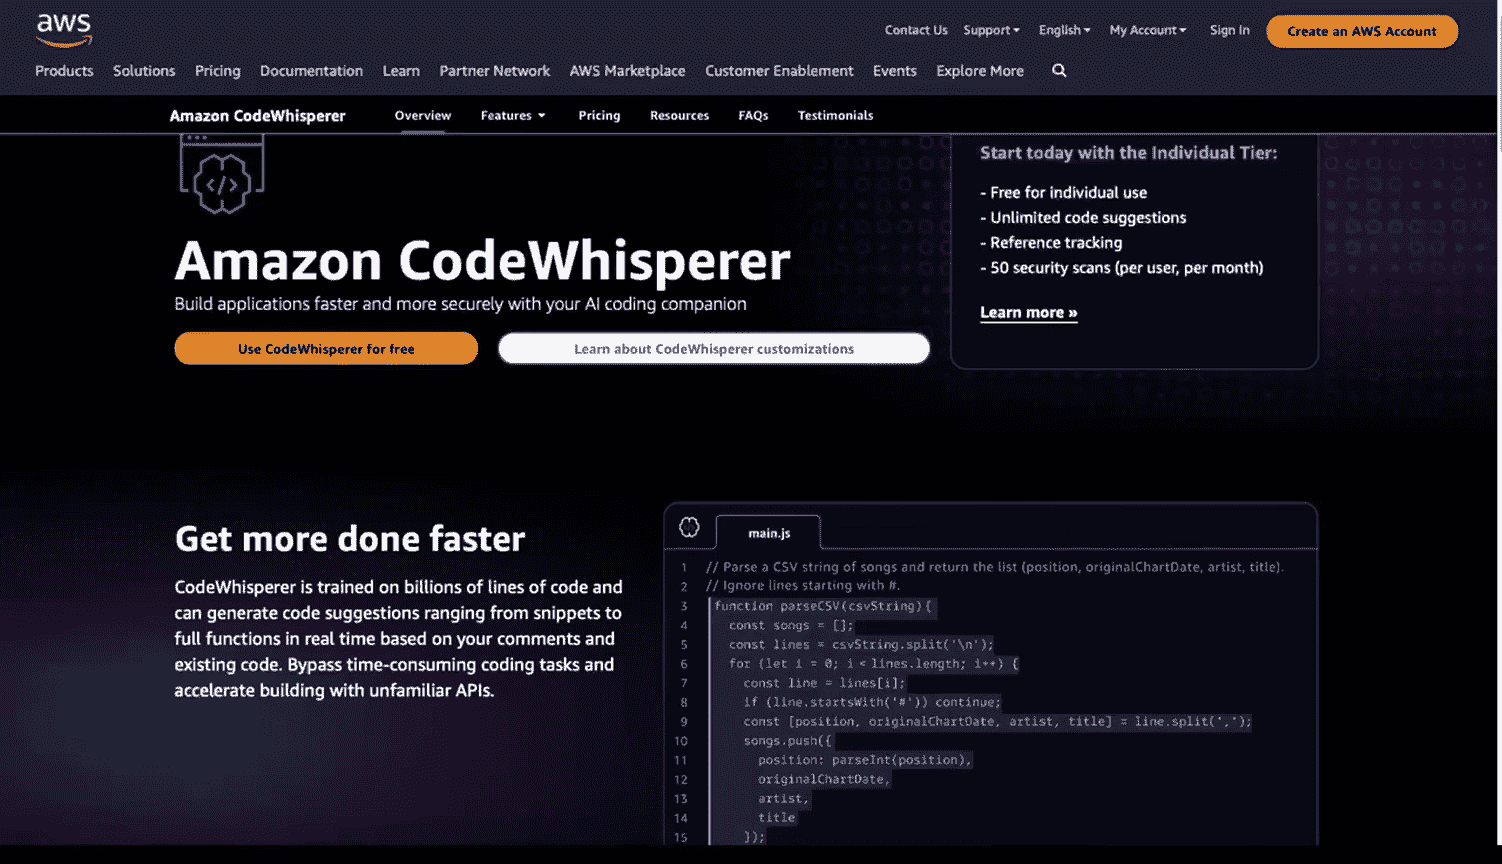 aws
Contact Us Support English My Account Sign In Create an AWS Account
Products Solutions Pricing Documentation Learn Partner Network AWS Marketplace Customer Enablement Events Explore More
Amazon CodeWhisperer Overview Features Pricing Resources FAQs Testimonials
</>
Amazon CodeWhisperer
Build applications faster and more securely with your AI coding companion
Use CodeWhisperer for free Learn about CodeWhisperer customizations
Start today with the Individual Tier:
- Free for individual use
- Unlimited code suggestions
- Reference tracking
- 50 security scans (per user, per month)
Learn more »
Get more done faster
CodeWhisperer is trained on billions of lines of code and
can generate code suggestions ranging from snippets to
full functions in real time based on your comments and
existing code. Bypass time-consuming coding tasks and
accelerate building with unfamiliar APIs.
main.js
1 // Parse a CSV string of songs and return the list (position, originalChartDate, artist, title).
2 // Ignore lines starting with #.
3 function parseCSV(csvString){
4 const songs = [];
5 const lines = csvString.split('\n');
6 for (let i = 0; i < lines.length; i++) {
7 const line = lines[i];
8 if (line.startsWith('#')) continue;
9 const [position, originalChartDate, artist, title] = line.split(',');
10 songs.push({
11 position: parseInt(position),
12 originalChartDate,
13 artist,
14 title
15 });